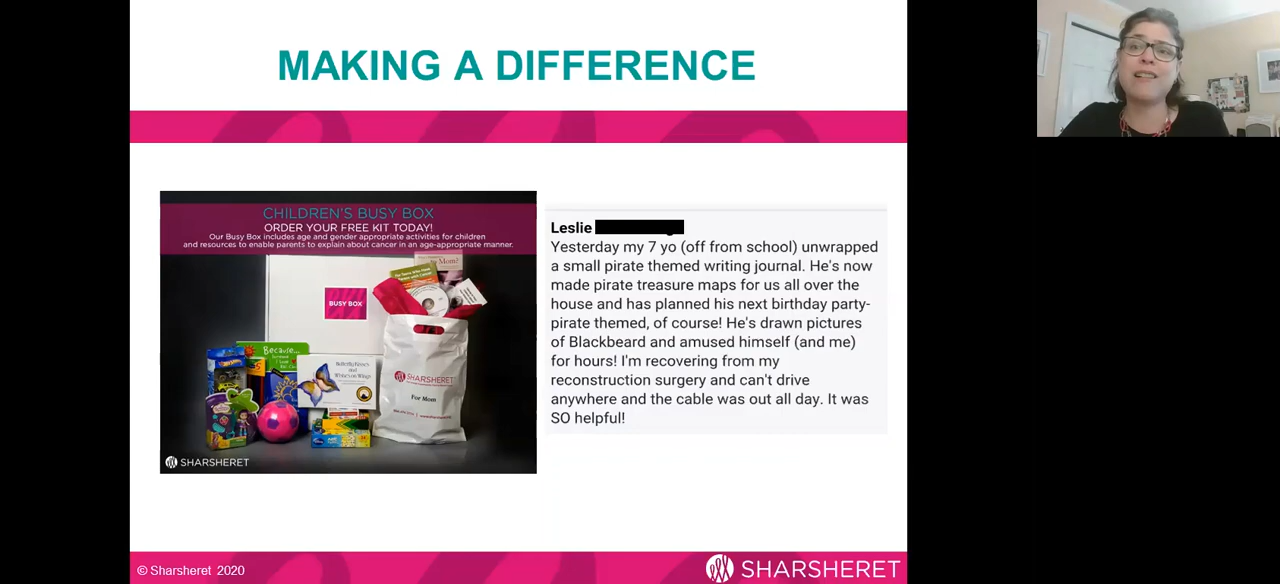 MAKING A DIFFERENCE
CHILDREN'S BUSY BOX
ORDER YOUR FREE KIT TODAY!
Our Busy Box includes age and gender appropriate activities for children
and resources to enable parents to explain about cancer in an age-appropriate manner.
Mom?
BUSY BOX
Because...
SHARSHERET
For Mom
SHARSHERET
Leslie
Yesterday my 7 yo (off from school) unwrapped
a small pirate themed writing journal. He's now
made pirate treasure maps for us all over the
house and has planned his next birthday party-
pirate themed, of course! He's drawn pictures
of Blackbeard and amused himself (and me)
for hours! I'm recovering from my
reconstruction surgery and can't drive
anywhere and the cable was out all day. It was
SO helpful!
© Sharsheret 2020
SHARSHERET